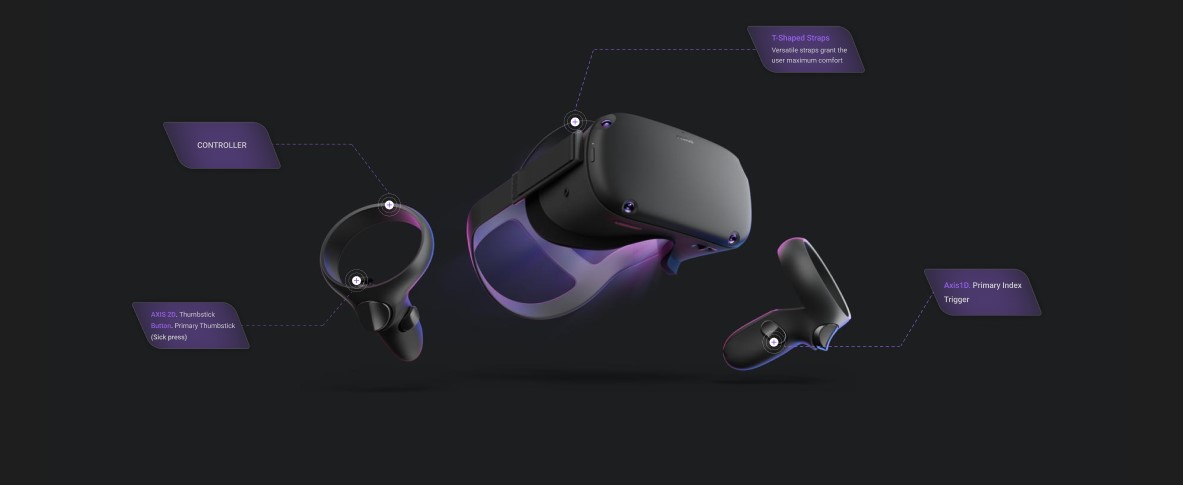 T-Shaped Straps
Versatile straps grant the
user maximum comfort
CONTROLLER
AXIS 2D. Thumbstick
Button. Primary Thumbstick
(Sick press)
Axis1D. Primary Index
Trigger